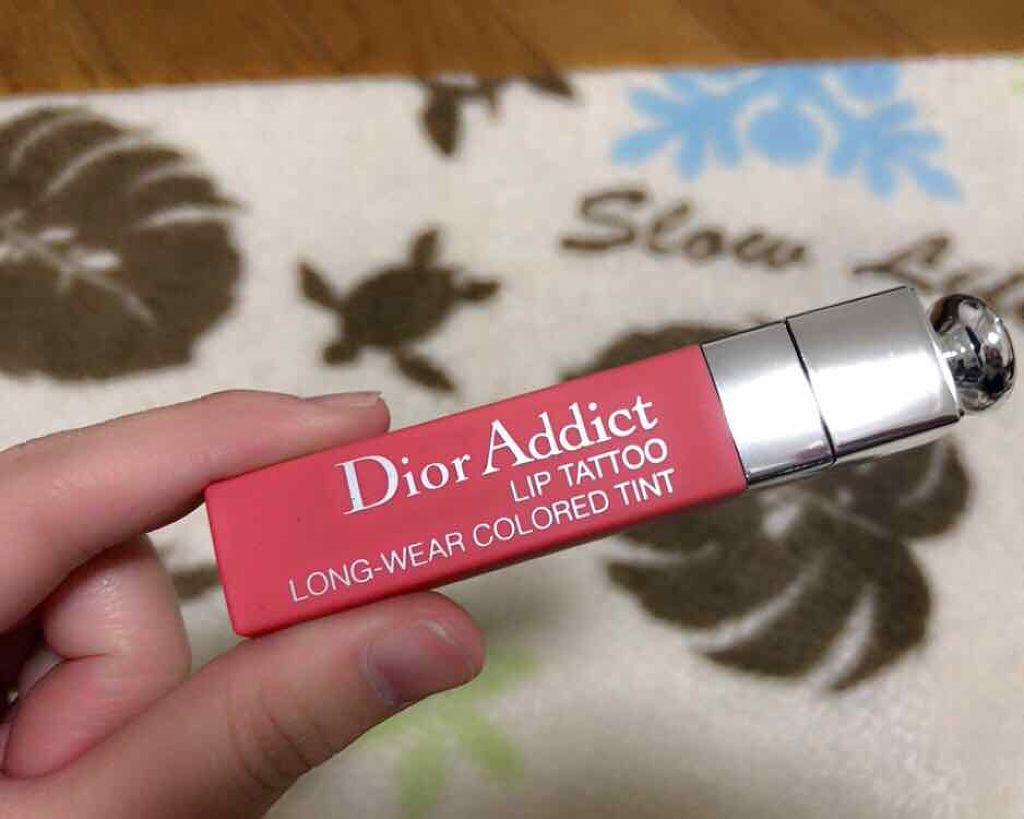 Slow
Dior Addict
LIP TATTOO
LONG-WEAR COLORED TINT